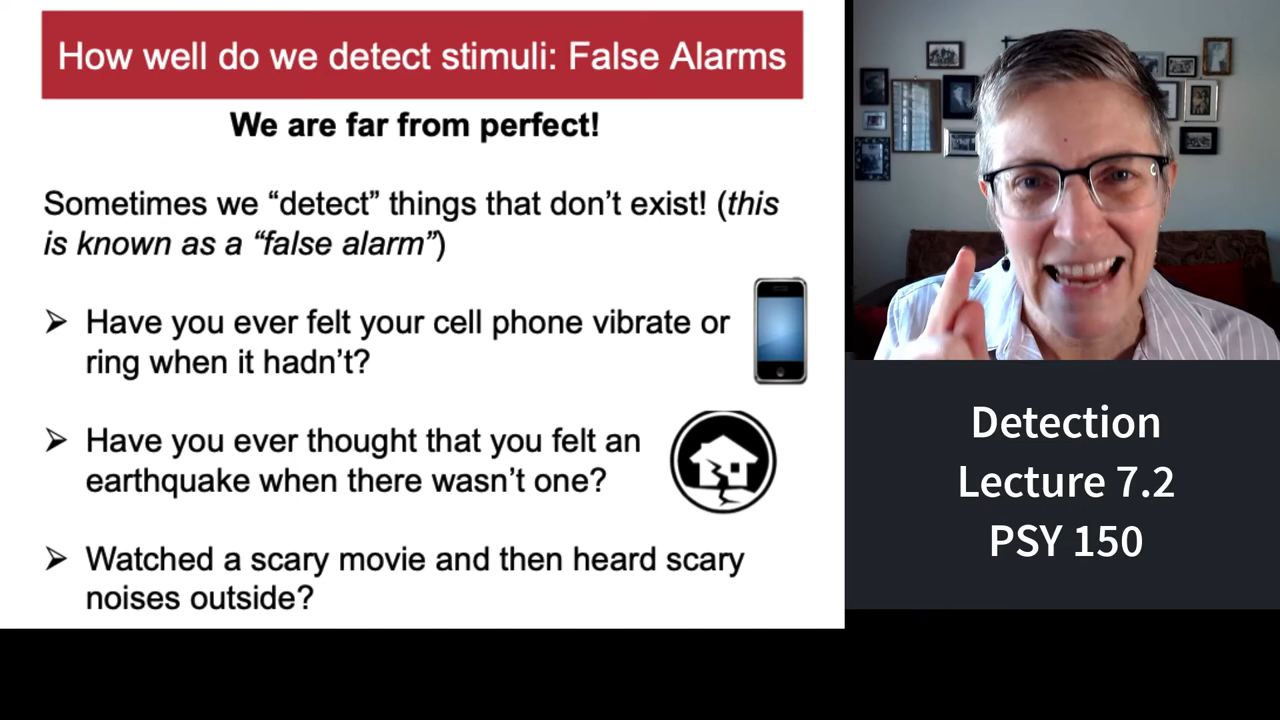 How well do we detect stimuli: False Alarms
We are far from perfect!
Sometimes we “detect” things that don’t exist! (this
is known as a “false alarm”)
➢ Have you ever felt your cell phone vibrate or
ring when it hadn’t?
➢ Have you ever thought that you felt an
earthquake when there wasn’t one?
➢ Watched a scary movie and then heard scary
noises outside?
Detection
Lecture 7.2
PSY 150